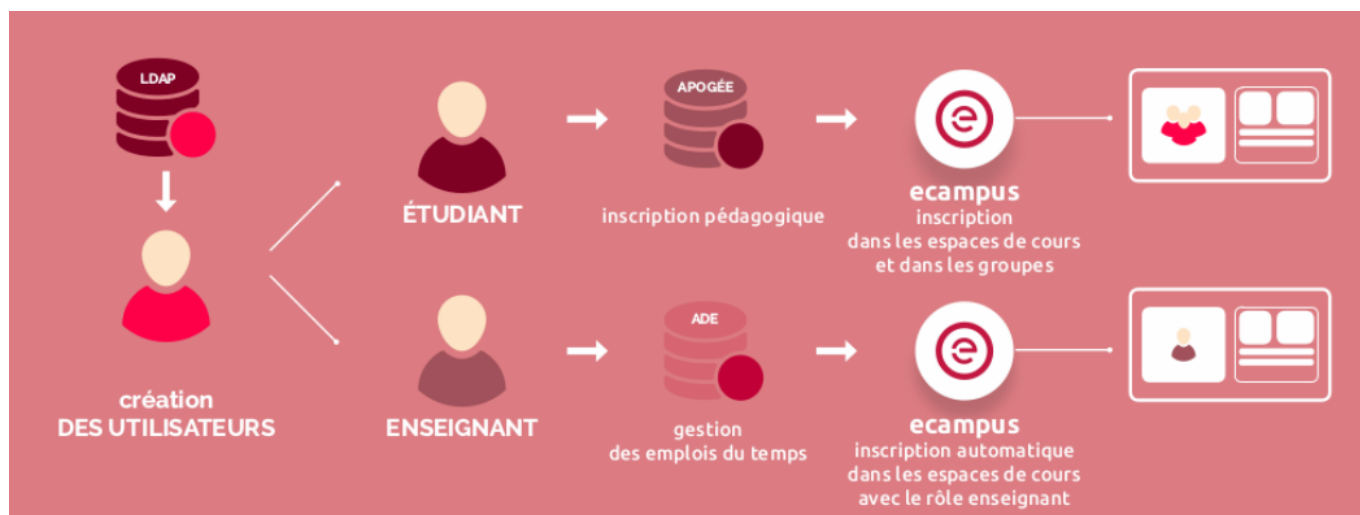 LDAP
création
DES UTILISATEURS
ÉTUDIANT
APOGÉE
inscription pédagogique
ecampus
inscription
dans les espaces de cours
et dans les groupes
ENSEIGNANT
ADE
gestion
des emplois du temps
ecampus
inscription automatique
dans les espaces de cours
avec le rôle enseignant